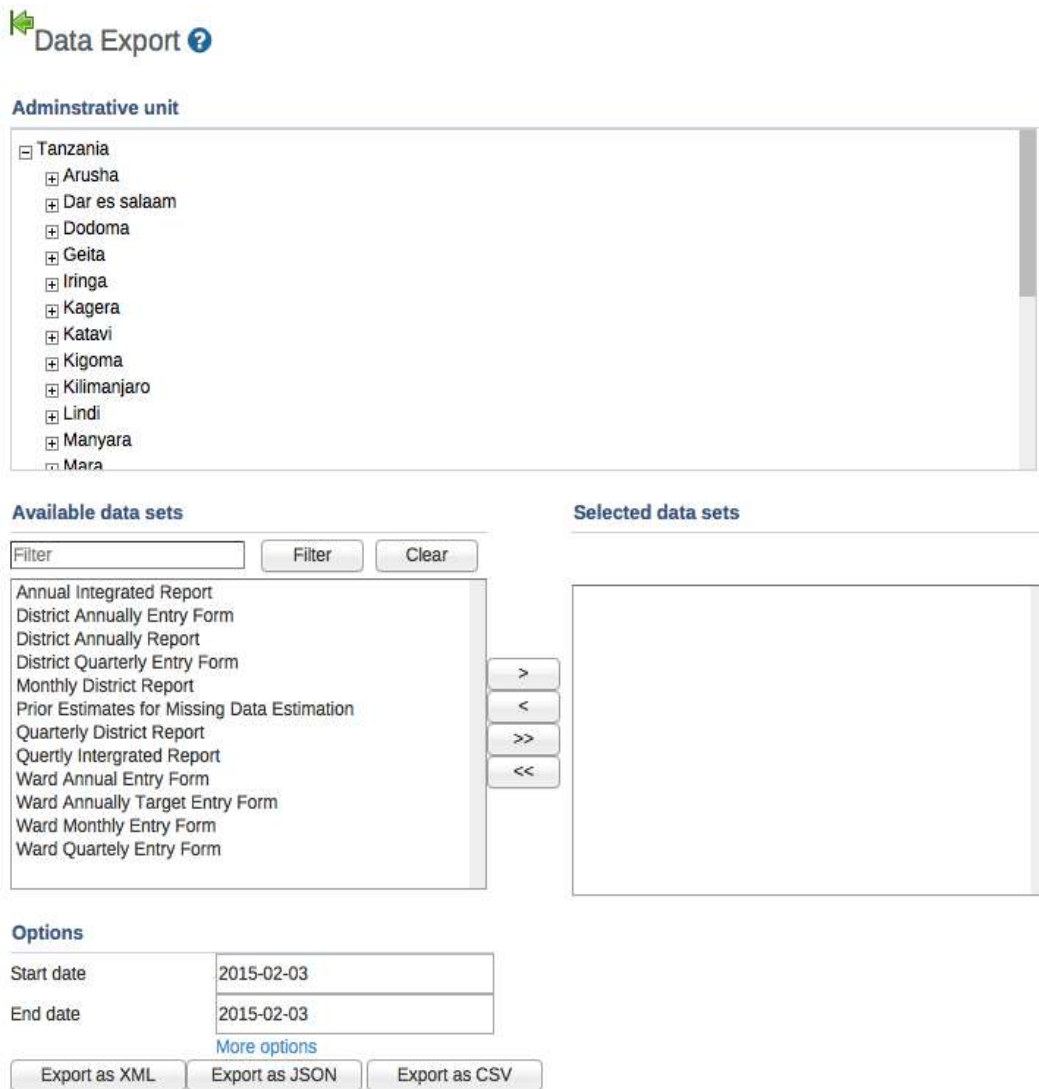 Data Export
Adminstrative unit
Tanzania
Arusha
Dar es salaam
Dodoma
Geita
Iringa
Kagera
Katavi
Kigoma
Kilimanjaro
Lindi
Manyara
Mara
Available data sets
Selected data sets
Filter
Filter
Clear
Annual Integrated Report
District Annually Entry Form
District Annually Report
District Quarterly Entry Form
Monthly District Report
Prior Estimates for Missing Data Estimation
Quarterly District Report
Quertly Intergrated Report
Ward Annual Entry Form
Ward Annually Target Entry Form
Ward Monthly Entry Form
Ward Quartely Entry Form
>
<
>>
<<
Options
Start date 2015-02-03
End date 2015-02-03
More options
Export as XML Export as JSON Export as CSV